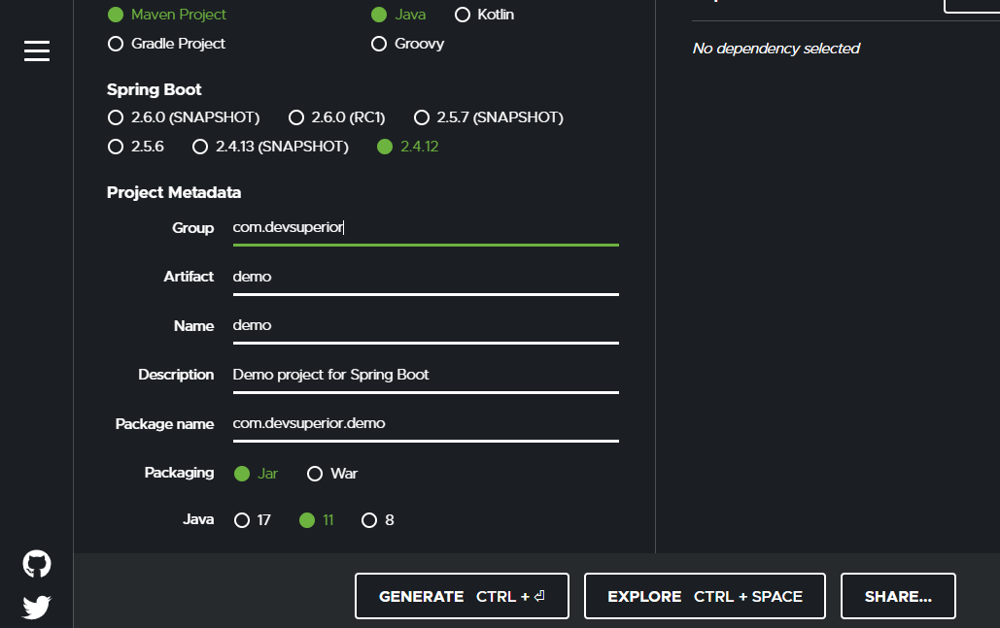 Maven Project Java Kotlin
Gradle Project Groovy
No dependency selected
Spring Boot
2.6.0 (SNAPSHOT) 2.6.0 (RC1) 2.5.7 (SNAPSHOT)
2.5.6 2.4.13 (SNAPSHOT) 2.4.12
Project Metadata
Group com.devsuperior
Artifact demo
Name demo
Description Demo project for Spring Boot
Package name com.devsuperior.demo
Packaging Jar War
Java 17 11 8
GENERATE CTRL + ⏎ EXPLORE CTRL + SPACE SHARE...